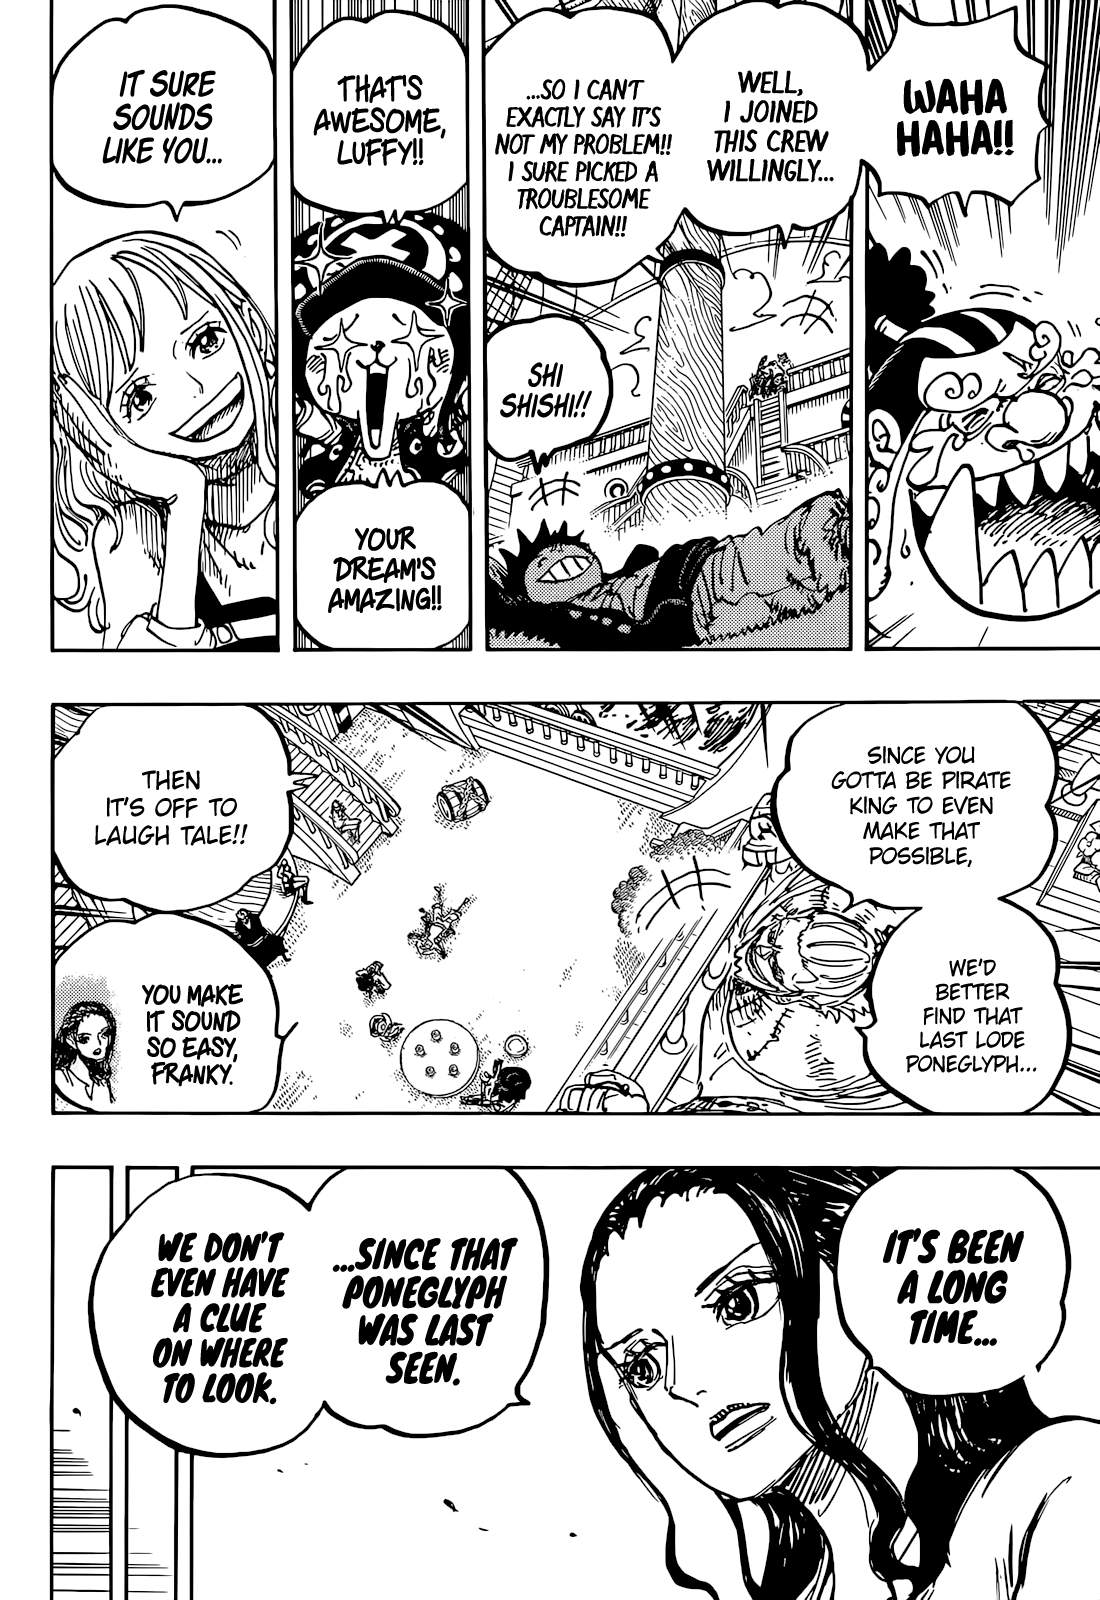 WAHA
HAHA!!
WELL,
I JOINED
THIS CREW
WILLINGLY...
...SO I CAN'T
EXACTLY SAY IT'S
NOT MY PROBLEM!!
I SURE PICKED A
TROUBLESOME
CAPTAIN!!
SHI
SHISHI!!
THAT'S
AWESOME,
LUFFY!!
YOUR
DREAM'S
AMAZING!!
IT SURE
SOUNDS
LIKE YOU...
SINCE YOU
GOTTA BE PIRATE
KING TO EVEN
MAKE THAT
POSSIBLE,
WE'D
BETTER
FIND THAT
LAST LODE
PONEGLYPH...
THEN
IT'S OFF TO
LAUGH TALE!!
YOU MAKE
IT SOUND
SO EASY,
FRANKY.
IT'S BEEN
A LONG
TIME...
...SINCE THAT
PONEGLYPH
WAS LAST
SEEN.
WE DON'T
EVEN HAVE
A CLUE
ON WHERE
TO LOOK.